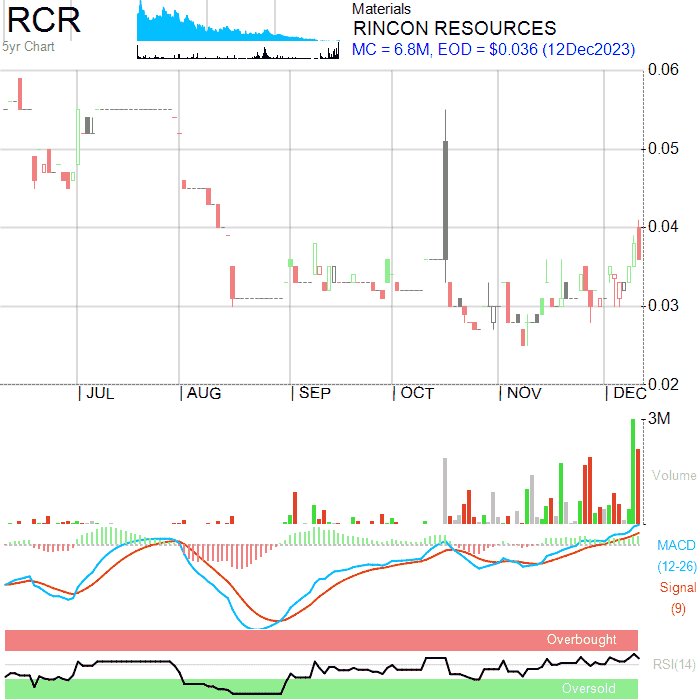 RCR
5yr Chart
Materials
RINCON RESOURCES
MC = 6.8M, EOD = $0.036 (12Dec2023)
0.06
0.05
0.04
0.03
0.02
JUL AUG SEP OCT NOV DEC
3M
Volume
MACD
(12-26)
Signal
(9)
Overbought
RSI(14)
Oversold